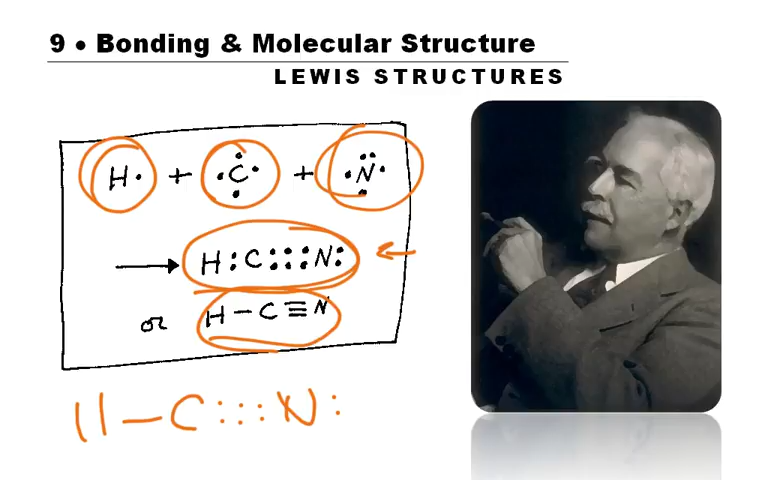 9 • Bonding & Molecular Structure
LEWIS STRUCTURES
H· + ·C· + ·N·
→ H:C:::N: ←
or H–C≡N
H–C:::N: